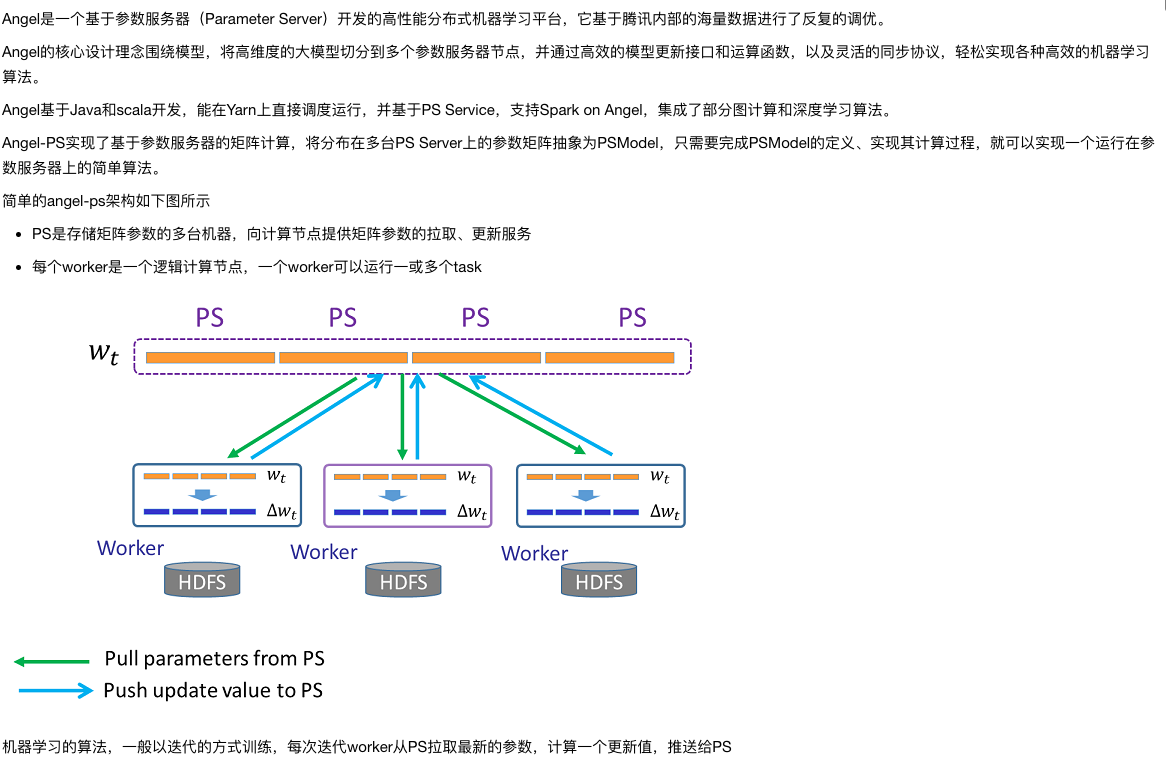 Angel是一个基于参数服务器（Parameter Server）开发的高性能分布式机器学习平台，它基于腾讯内部的海量数据进行了反复的调优。
Angel的核心设计理念围绕模型，将高维度的大模型切分到多个参数服务器节点，并通过高效的模型更新接口和运算函数，以及灵活的同步协议，轻松实现各种高效的机器学习
算法。
Angel基于Java和scala开发，能在Yarn上直接调度运行，并基于PS Service，支持Spark on Angel，集成了部分图计算和深度学习算法。
Angel-PS实现了基于参数服务器的矩阵计算，将分布在多台PS Server上的参数矩阵抽象为PSModel，只需要完成PSModel的定义、实现其计算过程，就可以实现一个运行在参
数服务器上的简单算法。
简单的angel-ps架构如下图所示
• PS是存储矩阵参数的多台机器，向计算节点提供矩阵参数的拉取、更新服务
• 每个worker是一个逻辑计算节点，一个worker可以运行一或多个task
PS PS PS PS
w_t
w_t w_t w_t
Δw_t Δw_t Δw_t
Worker Worker Worker
HDFS HDFS HDFS
Pull parameters from PS
Push update value to PS
机器学习的算法，一般以迭代的方式训练，每次迭代worker从PS拉取最新的参数，计算一个更新值，推送给PS